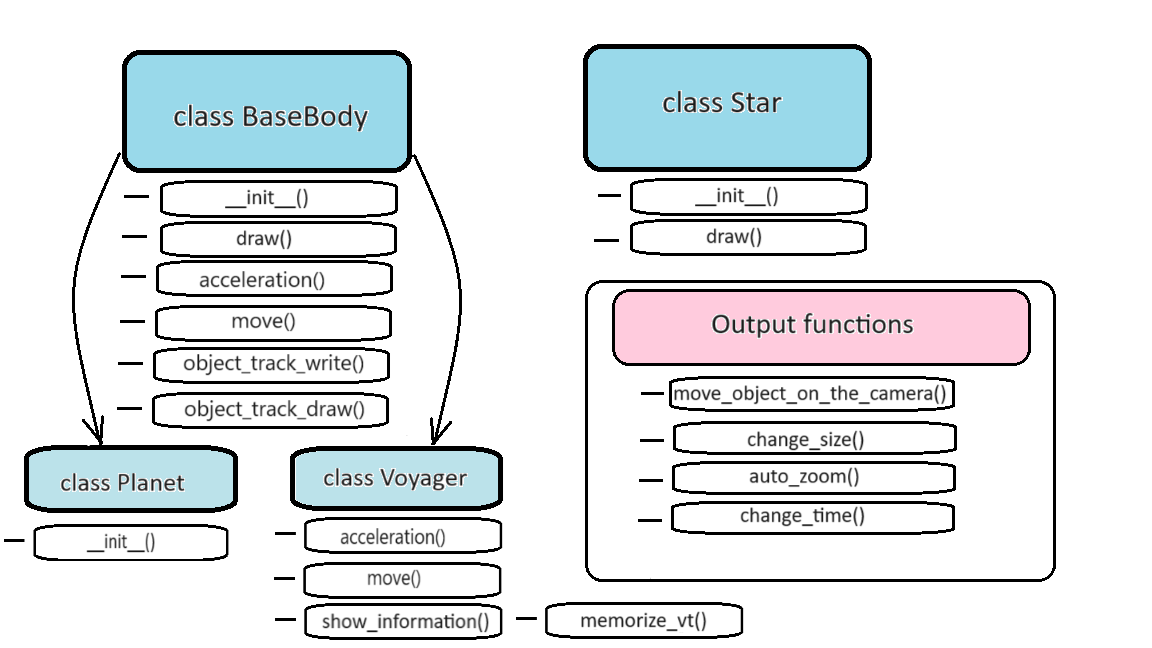 class BaseBody
__init__()
draw()
acceleration()
move()
object_track_write()
object_track_draw()
class Planet
__init__()
class Voyager
acceleration()
move()
show_information()
memorize_vt()
class Star
__init__()
draw()
Output functions
move_object_on_the_camera()
change_size()
auto_zoom()
change_time()